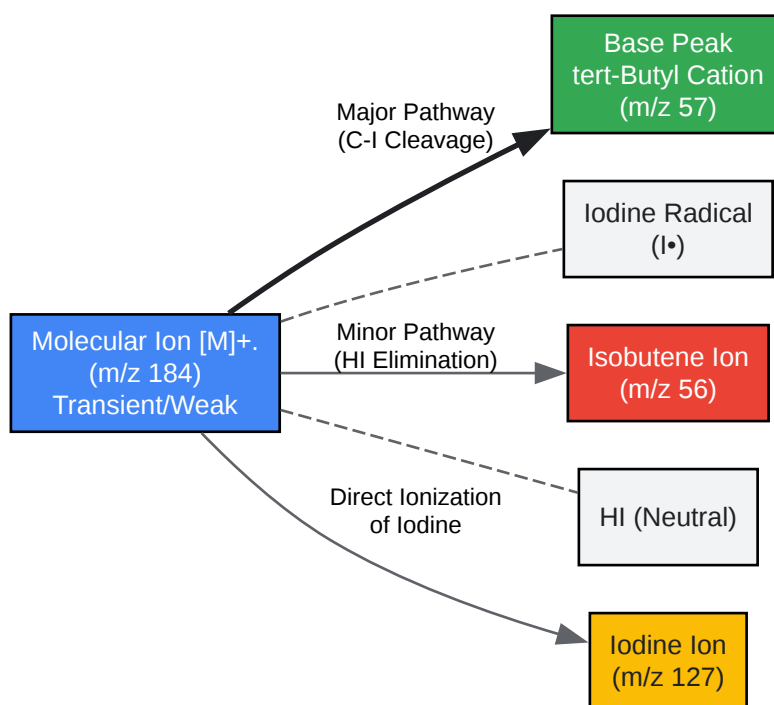 Base Peak
tert-Butyl Cation
(m/z 57)
Major Pathway
(C-I Cleavage)
Iodine Radical
(I•)
Molecular Ion [M]+.
(m/z 184)
Transient/Weak
Minor Pathway
(HI Elimination)
Isobutene Ion
(m/z 56)
Direct Ionization
of Iodine
HI (Neutral)
Iodine Ion
(m/z 127)